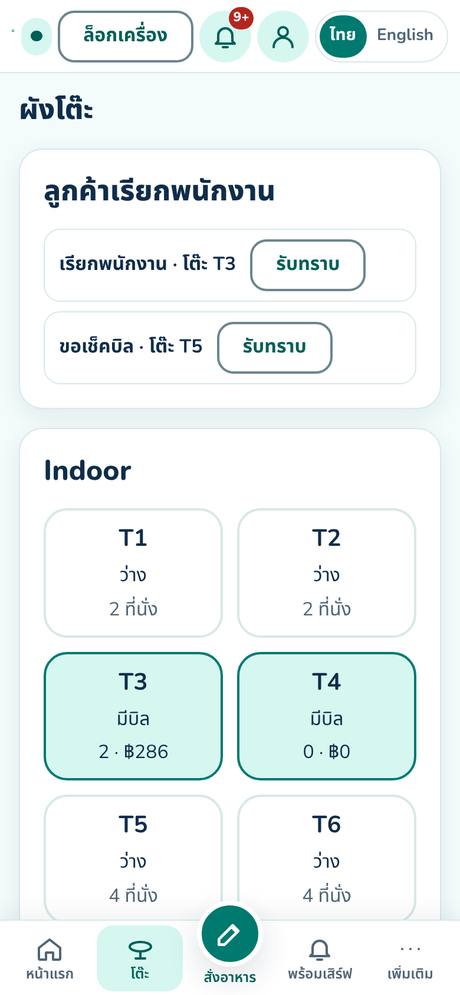 ล็อกเครื่อง
9+
ไทย English
ผังโต๊ะ
ลูกค้าเรียกพนักงาน
เรียกพนักงาน · โต๊ะ T3 รับทราบ
ขอเช็คบิล · โต๊ะ T5 รับทราบ
Indoor
T1 T2
ว่าง ว่าง
2 ที่นั่ง 2 ที่นั่ง
T3 T4
มีบิล มีบิล
2 · ฿286 0 · ฿0
T5 T6
ว่าง ว่าง
4 ที่นั่ง 4 ที่นั่ง
หน้าแรก โต๊ะ สั่งอาหาร พร้อมเสิร์ฟ เพิ่มเติม